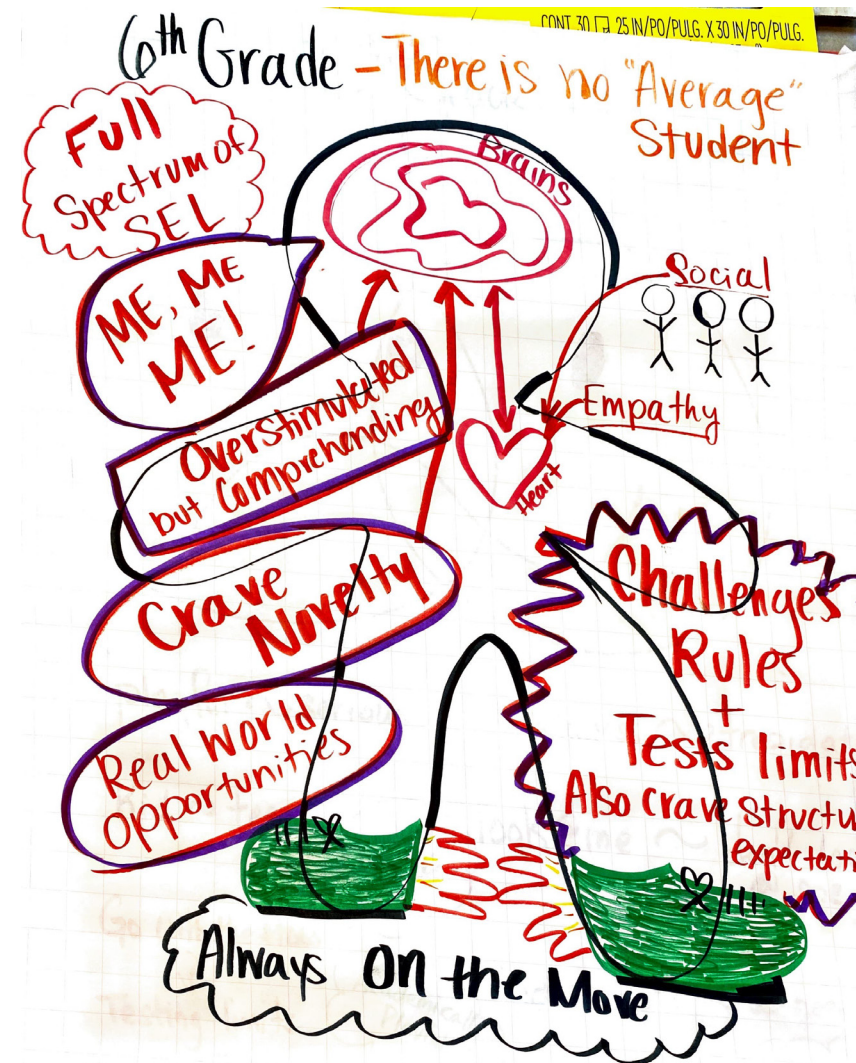 CONT. 30 25 IN/PO/PULG. X 30 IN/PO/PULG.
6th Grade - There is no "Average"
Student
Full
Spectrum of
SEL
Brains
ME, ME
ME!
Social
Overstimulated
but Comprehending
Empathy
Heart
Crave
Novelty
Challenges
Rules
+
Tests limits
Also crave structu
expectati
Real World
opportunities
Always on the Move